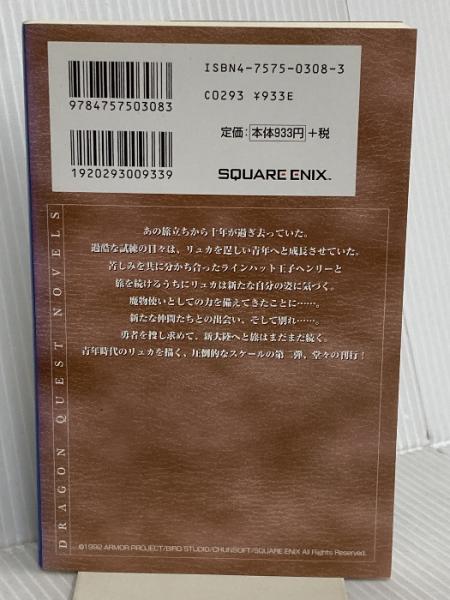 ISBN4-7575-0308-3
C0293 ¥933E
9784757503083
1920293009339
定価：本体933円＋税
SQUARE ENIX™
あの旅立ちから十年が過ぎ去っていた。
過酷な試練の日々は、リュカを逞しい青年へと成長させていた。
苦しみを共に分かち合ったラインハット王子ヘンリーと
旅を続けるうちにリュカは新たな自分の姿に気づく。
魔物使いとしての力を備えてきたことに……。
新たな仲間たちとの出会い、そして別れ……。
勇者を捜し求めて、新大陸へと旅はまだまだ続く。
青年時代のリュカを描く、圧倒的なスケールの第二弾、堂々の刊行！
DRAGON QUEST NOVELS
©1992 ARMOR PROJECT/BIRD STUDIO/CHUNSOFT/SQUARE ENIX All Rights Reserved.